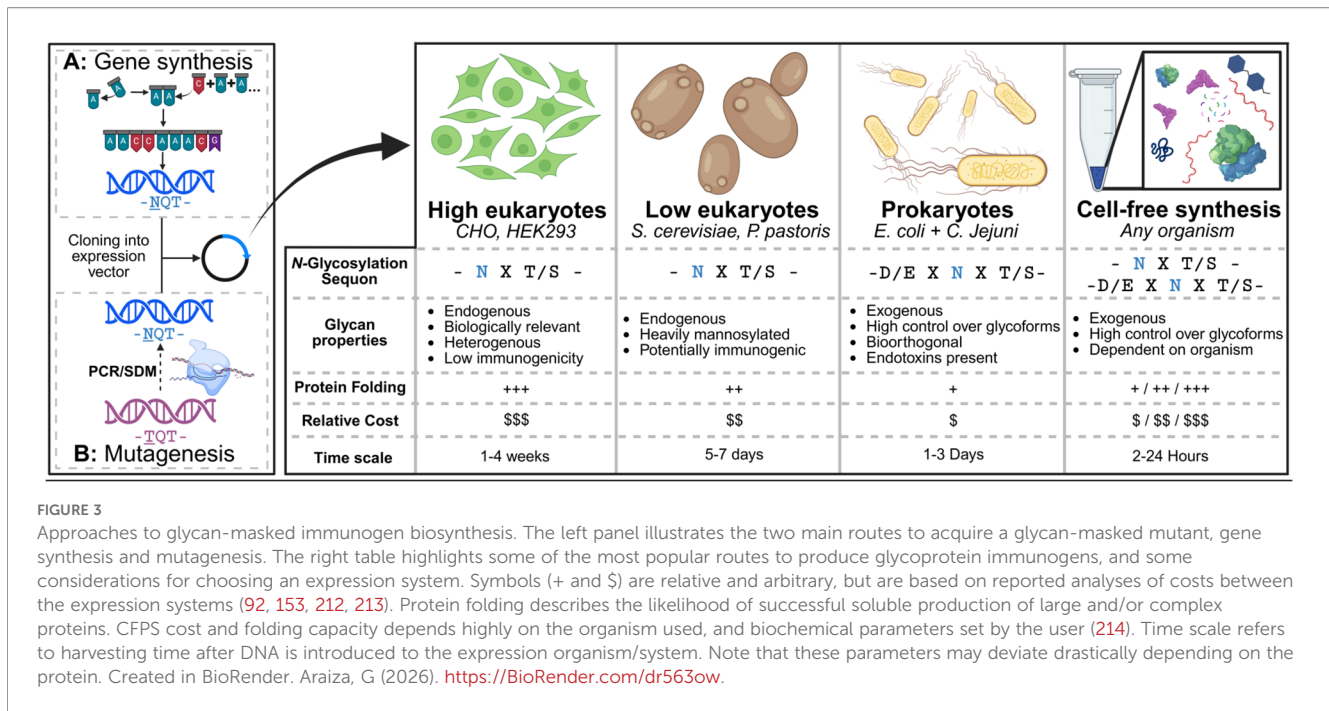 A: Gene synthesis
A
A
A A
C+A+A...
A A C C A A A C G
-NQT-
Cloning into
expression
vector
-NQT-
PCR/SDM
-TQT-
B: Mutagenesis
High eukaryotes
CHO, HEK293
Low eukaryotes
S. cerevisiae, P. pastoris
Prokaryotes
E. coli + C. Jejuni
Cell-free synthesis
Any organism
N-Glycosylation
Sequon
- N X T/S -
- N X T/S -
-D/E X N X T/S-
- N X T/S -
-D/E X N X T/S-
Glycan
properties
• Endogenous
• Biologically relevant
• Heterogenous
• Low immunogenicity
• Endogenous
• Heavily mannosylated
• Potentially immunogenic
• Exogenous
• High control over glycoforms
• Bioorthogonal
• Endotoxins present
• Exogenous
• High control over glycoforms
• Dependent on organism
Protein Folding
+++
++
+
+ / ++ / +++
Relative Cost
$$$
$$
$
$ / $$ / $$$
Time scale
1-4 weeks
5-7 days
1-3 Days
2-24 Hours
FIGURE 3
Approaches to glycan-masked immunogen biosynthesis. The left panel illustrates the two main routes to acquire a glycan-masked mutant, gene
synthesis and mutagenesis. The right table highlights some of the most popular routes to produce glycoprotein immunogens, and some
considerations for choosing an expression system. Symbols (+ and $) are relative and arbitrary, but are based on reported analyses of costs between
the expression systems (92, 153, 212, 213). Protein folding describes the likelihood of successful soluble production of large and/or complex
proteins. CFPS cost and folding capacity depends highly on the organism used, and biochemical parameters set by the user (214). Time scale refers
to harvesting time after DNA is introduced to the expression organism/system. Note that these parameters may deviate drastically depending on the
protein. Created in BioRender. Araiza, G (2026). https://BioRender.com/dr563ow.